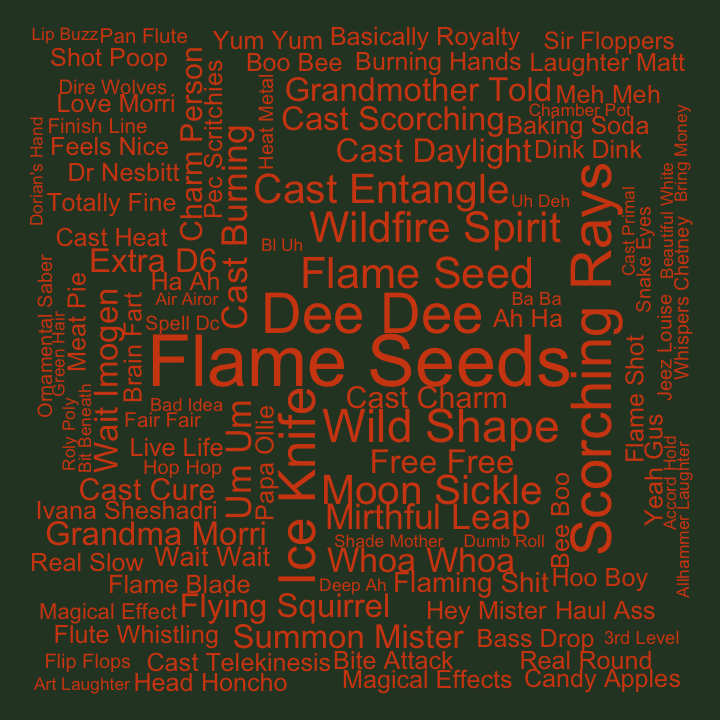 Lip Buzz
Pan Flute
Yum Yum
Basically Royalty
Sir Floppers
Shot Poop
Boo Bee
Burning Hands
Laughter Matt
Charm Person
Pec Scritchies
Heat Metal
Dire Wolves
Love Morri
Grandmother Told
Meh Meh
Chamber Pot
Finish Line
Cast Scorching
Baking Soda
Dorian's Hand
Feels Nice
Cast Burning
Cast Daylight
Dink Dink
Bring Money
Dr Nesbitt
Beautiful White
Scorching Rays
Cast Entangle
Uh Deh
Cast Primal
Totally Fine
Snake Eyes
Wildfire Spirit
Cast Heat
Bl Uh
Whispers Chetney
Extra D6
Flame Seed
Ornamental Saber
Meat Pie
Ha Ah
Air Airor
Ba Ba
Jeez Louise
Green Hair
Brain Fart
Spell Dc
Dee Dee
Ah Ha
Flame Seeds
Wait Imogen
Flame Shot
Bit Beneath
Roly Poly
Bad Idea
Cast Charm
Fair Fair
Ice Knife
Wild Shape
Um Um
Papa Ollie
Live Life
Hop Hop
Free Free
Yeah Gus
Accord Hold
Allhammer Laughter
Cast Cure
Moon Sickle
Bee Boo
Ivana Sheshadri
Mirthful Leap
Grandma Morri
Shade Mother
Dumb Roll
Real Slow
Wait Wait
Whoa Whoa
Flame Blade
Deep Ah
Flaming Shit
Hoo Boy
Magical Effect
Flying Squirrel
Hey Mister
Haul Ass
Flute Whistling
Summon Mister
Bass Drop
3rd Level
Flip Flops
Cast Telekinesis
Bite Attack
Real Round
Art Laughter
Head Honcho
Magical Effects
Candy Apples